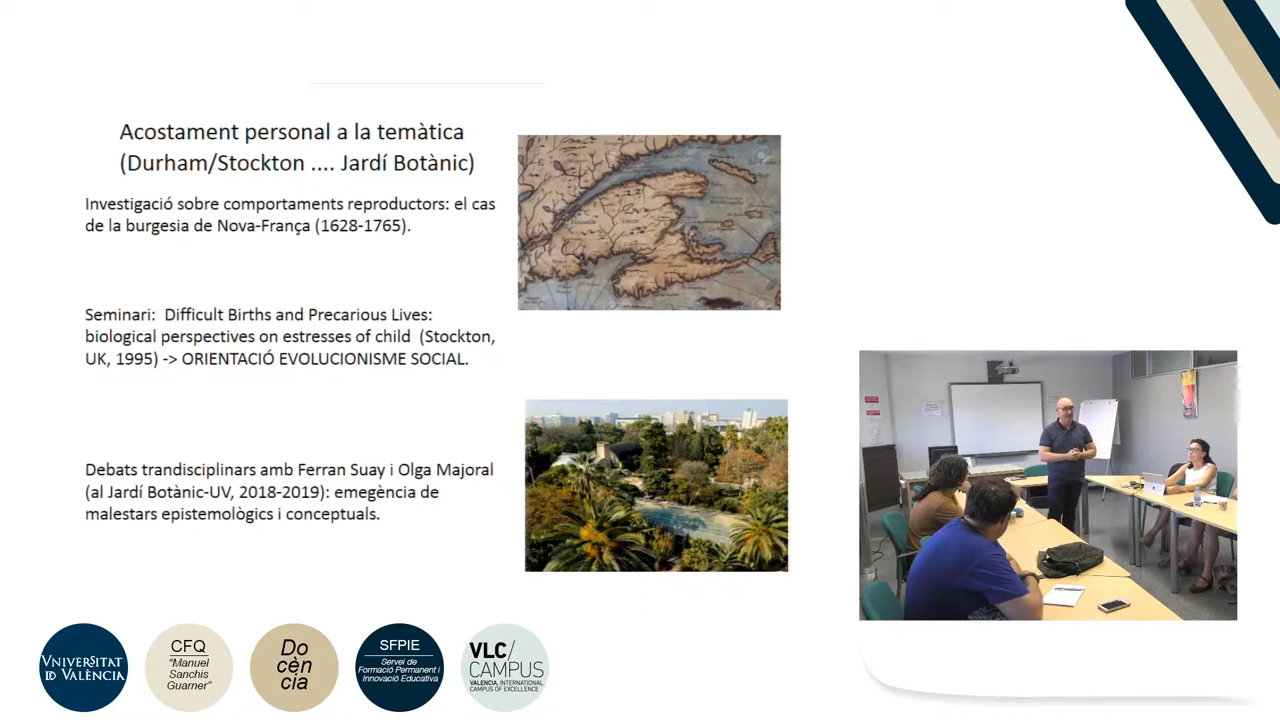 Acostament personal a la temàtica
(Durham/Stockton .... Jardí Botànic)
Investigació sobre comportaments reproductors: el cas
de la burgesia de Nova-França (1628-1765).
Seminari: Difficult Births and Precarious Lives:
biological perspectives on estresses of child (Stockton,
UK, 1995) -> ORIENTACIÓ EVOLUCIONISME SOCIAL.
Debats trandisciplinars amb Ferran Suay i Olga Majoral
(al Jardí Botànic-UV, 2018-2019): emegència de
malestars epistemològics i conceptuals.
VNIVERSITAT
ID VALÈNCIA
CFQ
"Manuel
Sanchis
Guarner"
Do
cèn
cia
SFPIE
Servei de
Formació Permanent i
Innovació Educativa
VLC/
CAMPUS
VALENCIA, INTERNATIONAL
CAMPUS OF EXCELLENCE